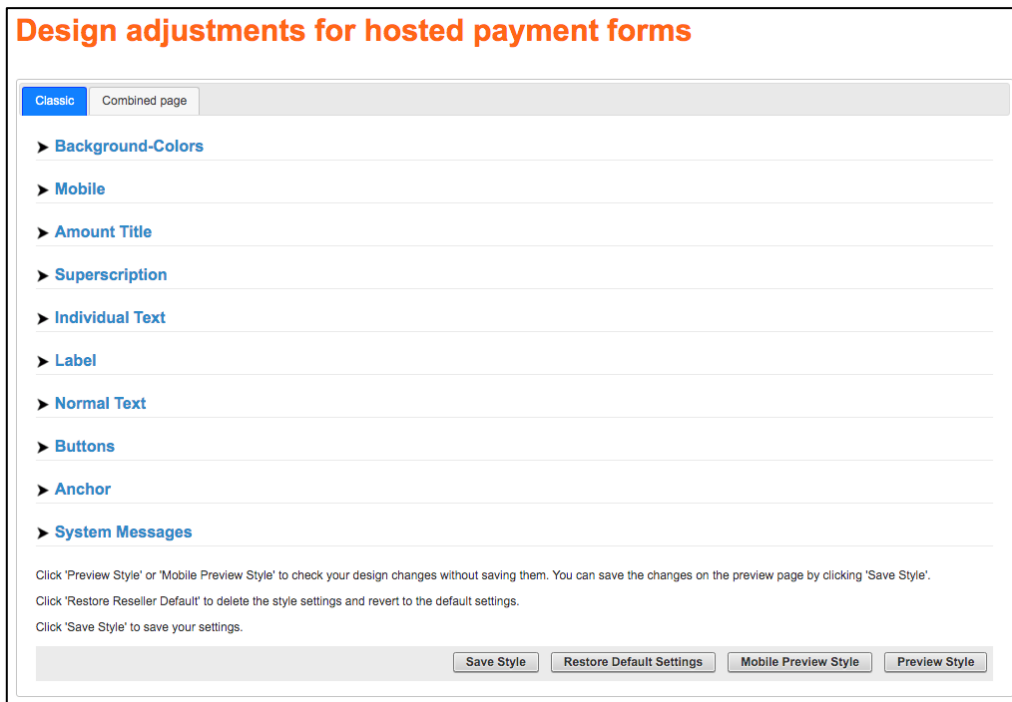 Design adjustments for hosted payment forms
Classic
Combined page
Background-Colors
Mobile
Amount Title
Superscription
Individual Text
Label
Normal Text
Buttons
Anchor
System Messages
Click 'Preview Style' or 'Mobile Preview Style' to check your design changes without saving them. You can save the changes on the preview page by clicking 'Save Style'.
Click 'Restore Reseller Default' to delete the style settings and revert to the default settings.
Click 'Save Style' to save your settings.
Save Style
Restore Default Settings
Mobile Preview Style
Preview Style